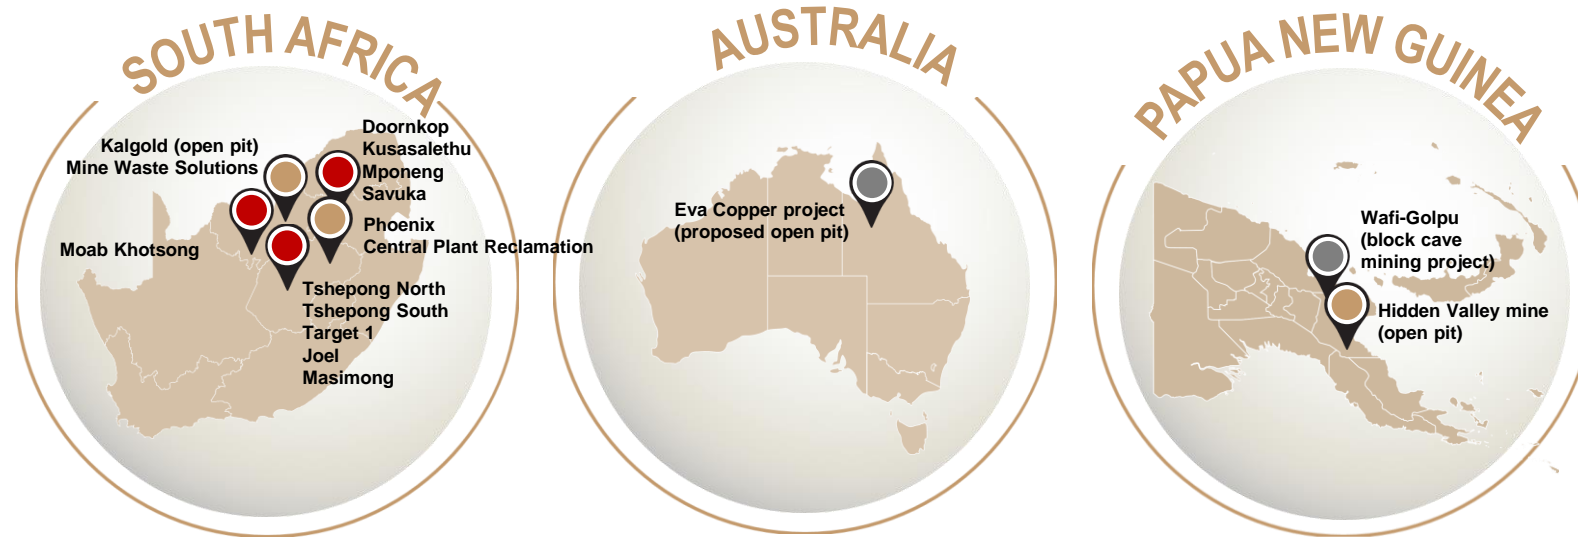 SOUTH AFRICA
Kalgold (open pit)
Mine Waste Solutions
Doornkop
Kusasalethu
Mponeng
Savuka
Moab Khotsong
Phoenix
Central Plant Reclamation
Tshepong North
Tshepong South
Target 1
Joel
Masimong
AUSTRALIA
Eva Copper project
(proposed open pit)
PAPUA NEW GUINEA
Wafi-Golpu
(block cave
mining project)
Hidden Valley mine
(open pit)